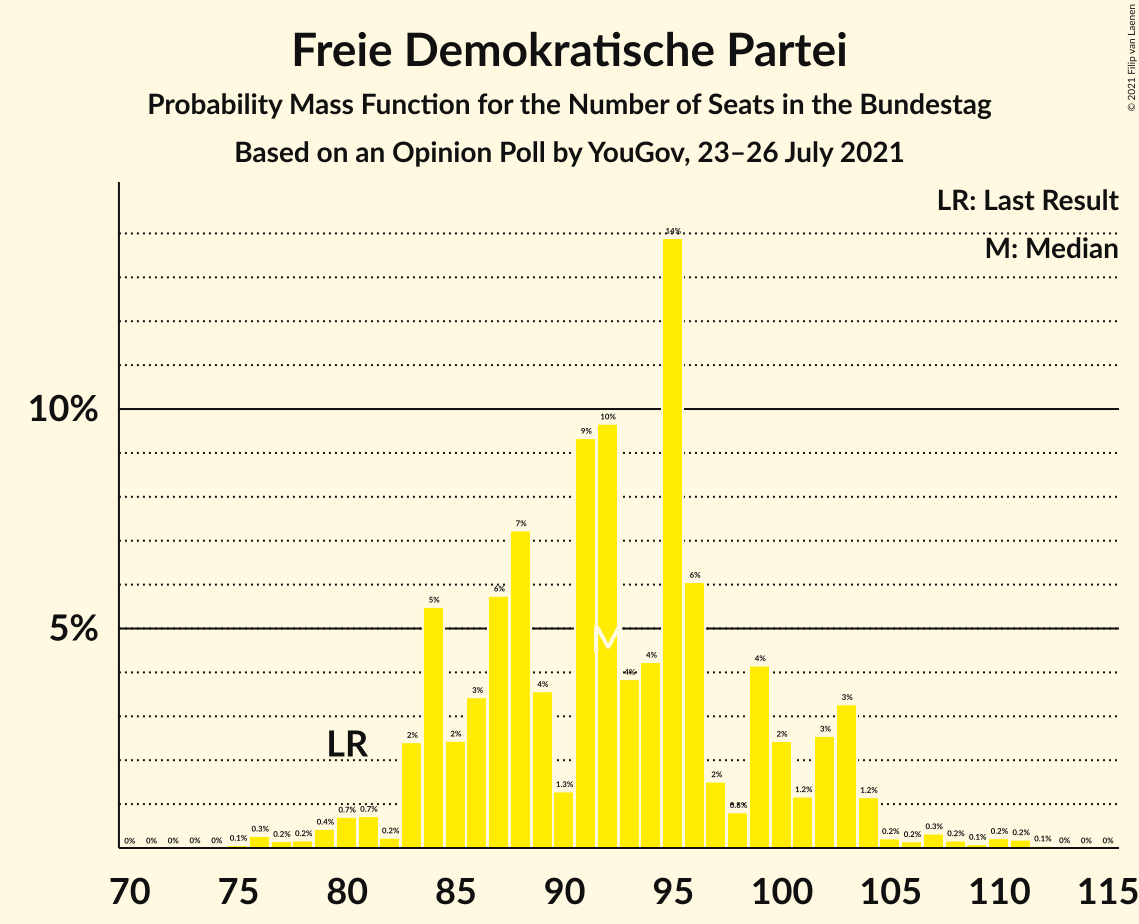 Freie Demokratische Partei
Probability Mass Function for the Number of Seats in the Bundestag
Based on an Opinion Poll by YouGov, 23–26 July 2021
© 2021 Filip van Laenen
LR: Last Result
M: Median
10%
5%
LR
M
0% 0% 0% 0% 0% 0.1% 0.3% 0.2% 0.2% 0.4% 0.7% 0.7% 0.2% 2% 5% 2% 3% 6% 7% 4% 1.3% 9% 10% 4% 4% 14% 6% 2% 0.8% 4% 2% 1.2% 3% 3% 1.2% 0.2% 0.2% 0.3% 0.2% 0.1% 0.2% 0.2% 0.1% 0% 0% 0%
70 75 80 85 90 95 100 105 110 115